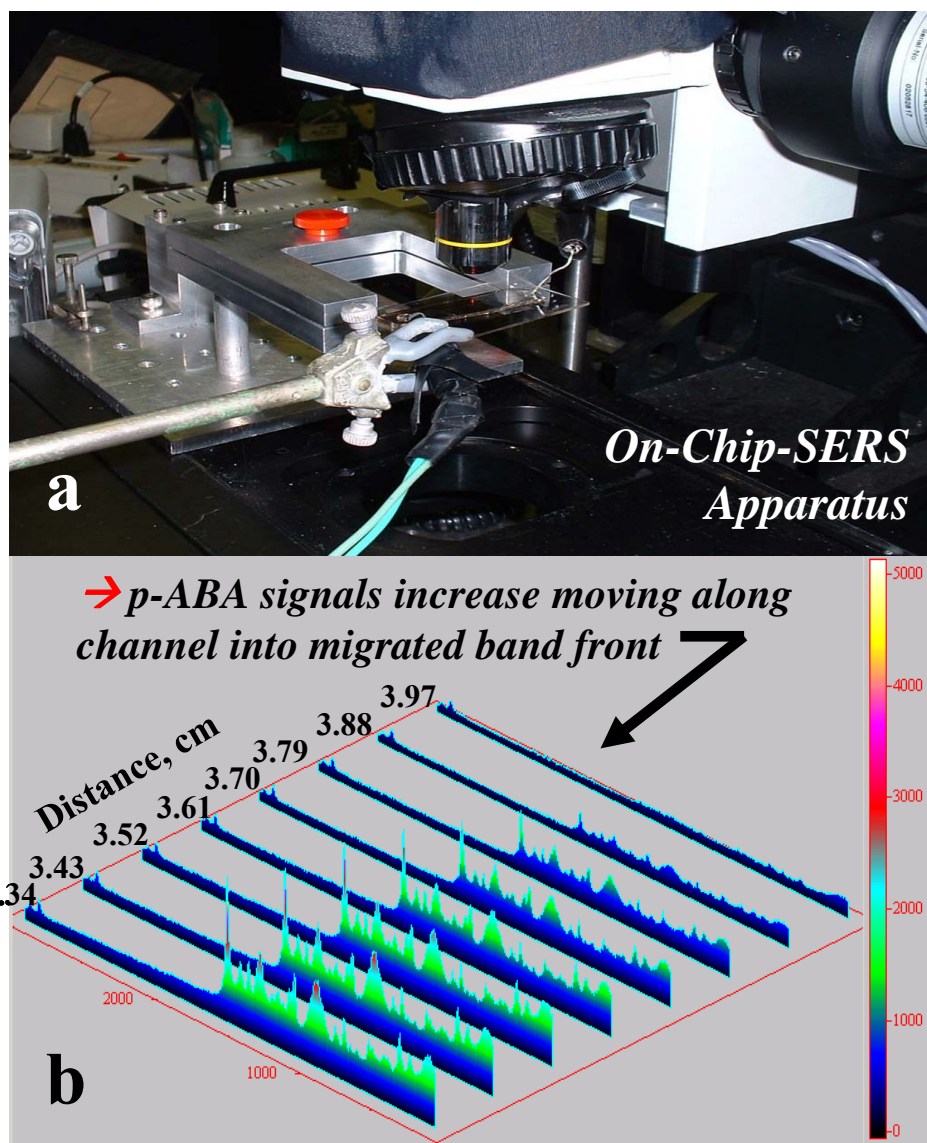 Serial No
a
On-Chip-SERS
Apparatus
→ p-ABA signals increase moving along
channel into migrated band front
Distance, cm
3.97
3.88
3.79
3.70
3.61
3.52
3.43
.34
2000
1000
5000
4000
3000
2000
1000
0
b